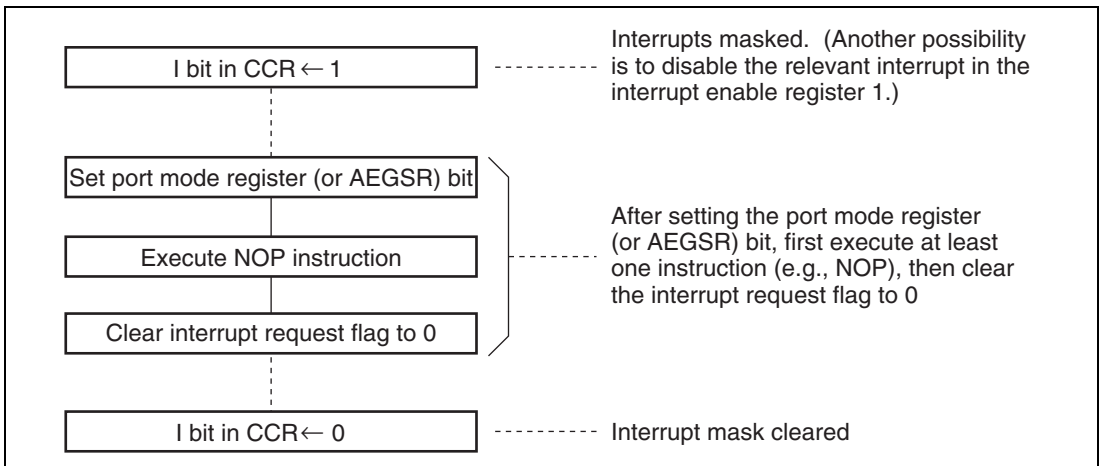 I bit in CCR ← 1
Interrupts masked. (Another possibility
is to disable the relevant interrupt in the
interrupt enable register 1.)
Set port mode register (or AEGSR) bit
Execute NOP instruction
Clear interrupt request flag to 0
After setting the port mode register
(or AEGSR) bit, first execute at least
one instruction (e.g., NOP), then clear
the interrupt request flag to 0
I bit in CCR ← 0
Interrupt mask cleared